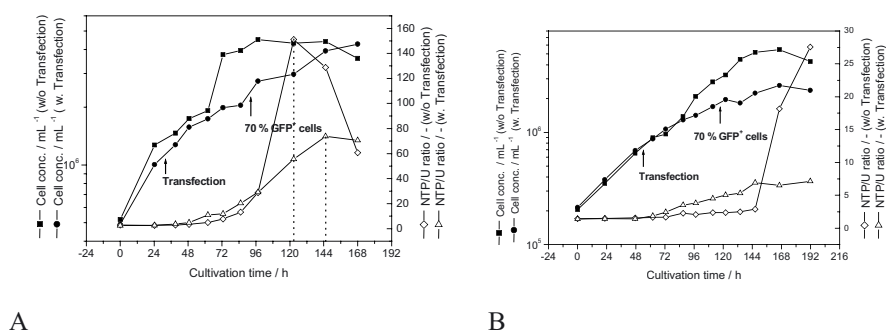 Cell conc. / mL⁻¹ (w/o Transfection)
Cell conc. / mL⁻¹ (w. Transfection)
10⁶
Transfection
70 % GFP⁺ cells
0 24 48 72 96 120 144 168 192
Cultivation time / h
160
140
120
100
80
60
40
20
0
NTP/U ratio / - (w/o Transfection)
NTP/U ratio / - (w. Transfection)
A
Cell conc. / mL⁻¹ (w/o Transfection)
Cell conc. / mL⁻¹ (w. Transfection)
10⁶
10⁵
Transfection
70 % GFP⁺ cells
-24 0 24 48 72 96 120 144 168 192 216
Cultivation time / h
30
25
20
15
10
5
0
NTP/U ratio / - (w/o Transfection)
NTP/U ratio / - (w. Transfection)
B